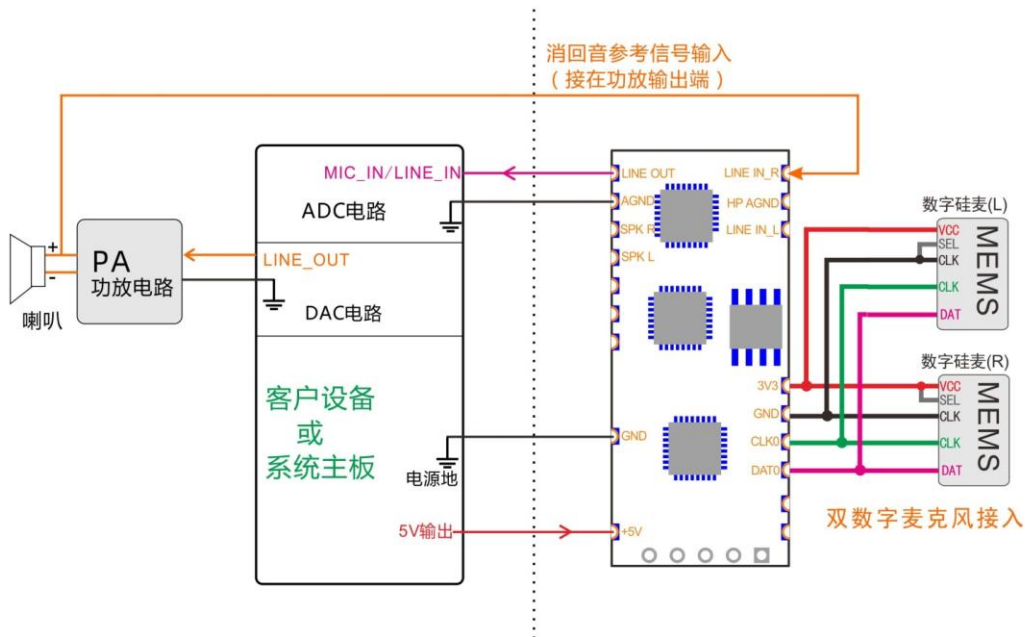 消回音参考信号输入
（接在功放输出端）
MIC_IN/LINE_IN
ADC电路
LINE_OUT
DAC电路
客户设备
或
系统主板
电源地
5V输出
+
-
PA
功放电路
喇叭
LINE OUT
AGND
SPK R
SPK L
GND
+5V
LINE IN_R
HP AGND
LINE IN_L
3V3
GND
CLK0
DAT0
数字硅麦(L)
VCC
SEL
CLK
CLK
DAT
MEMS
数字硅麦(R)
VCC
SEL
CLK
CLK
DAT
MEMS
双数字麦克风接入